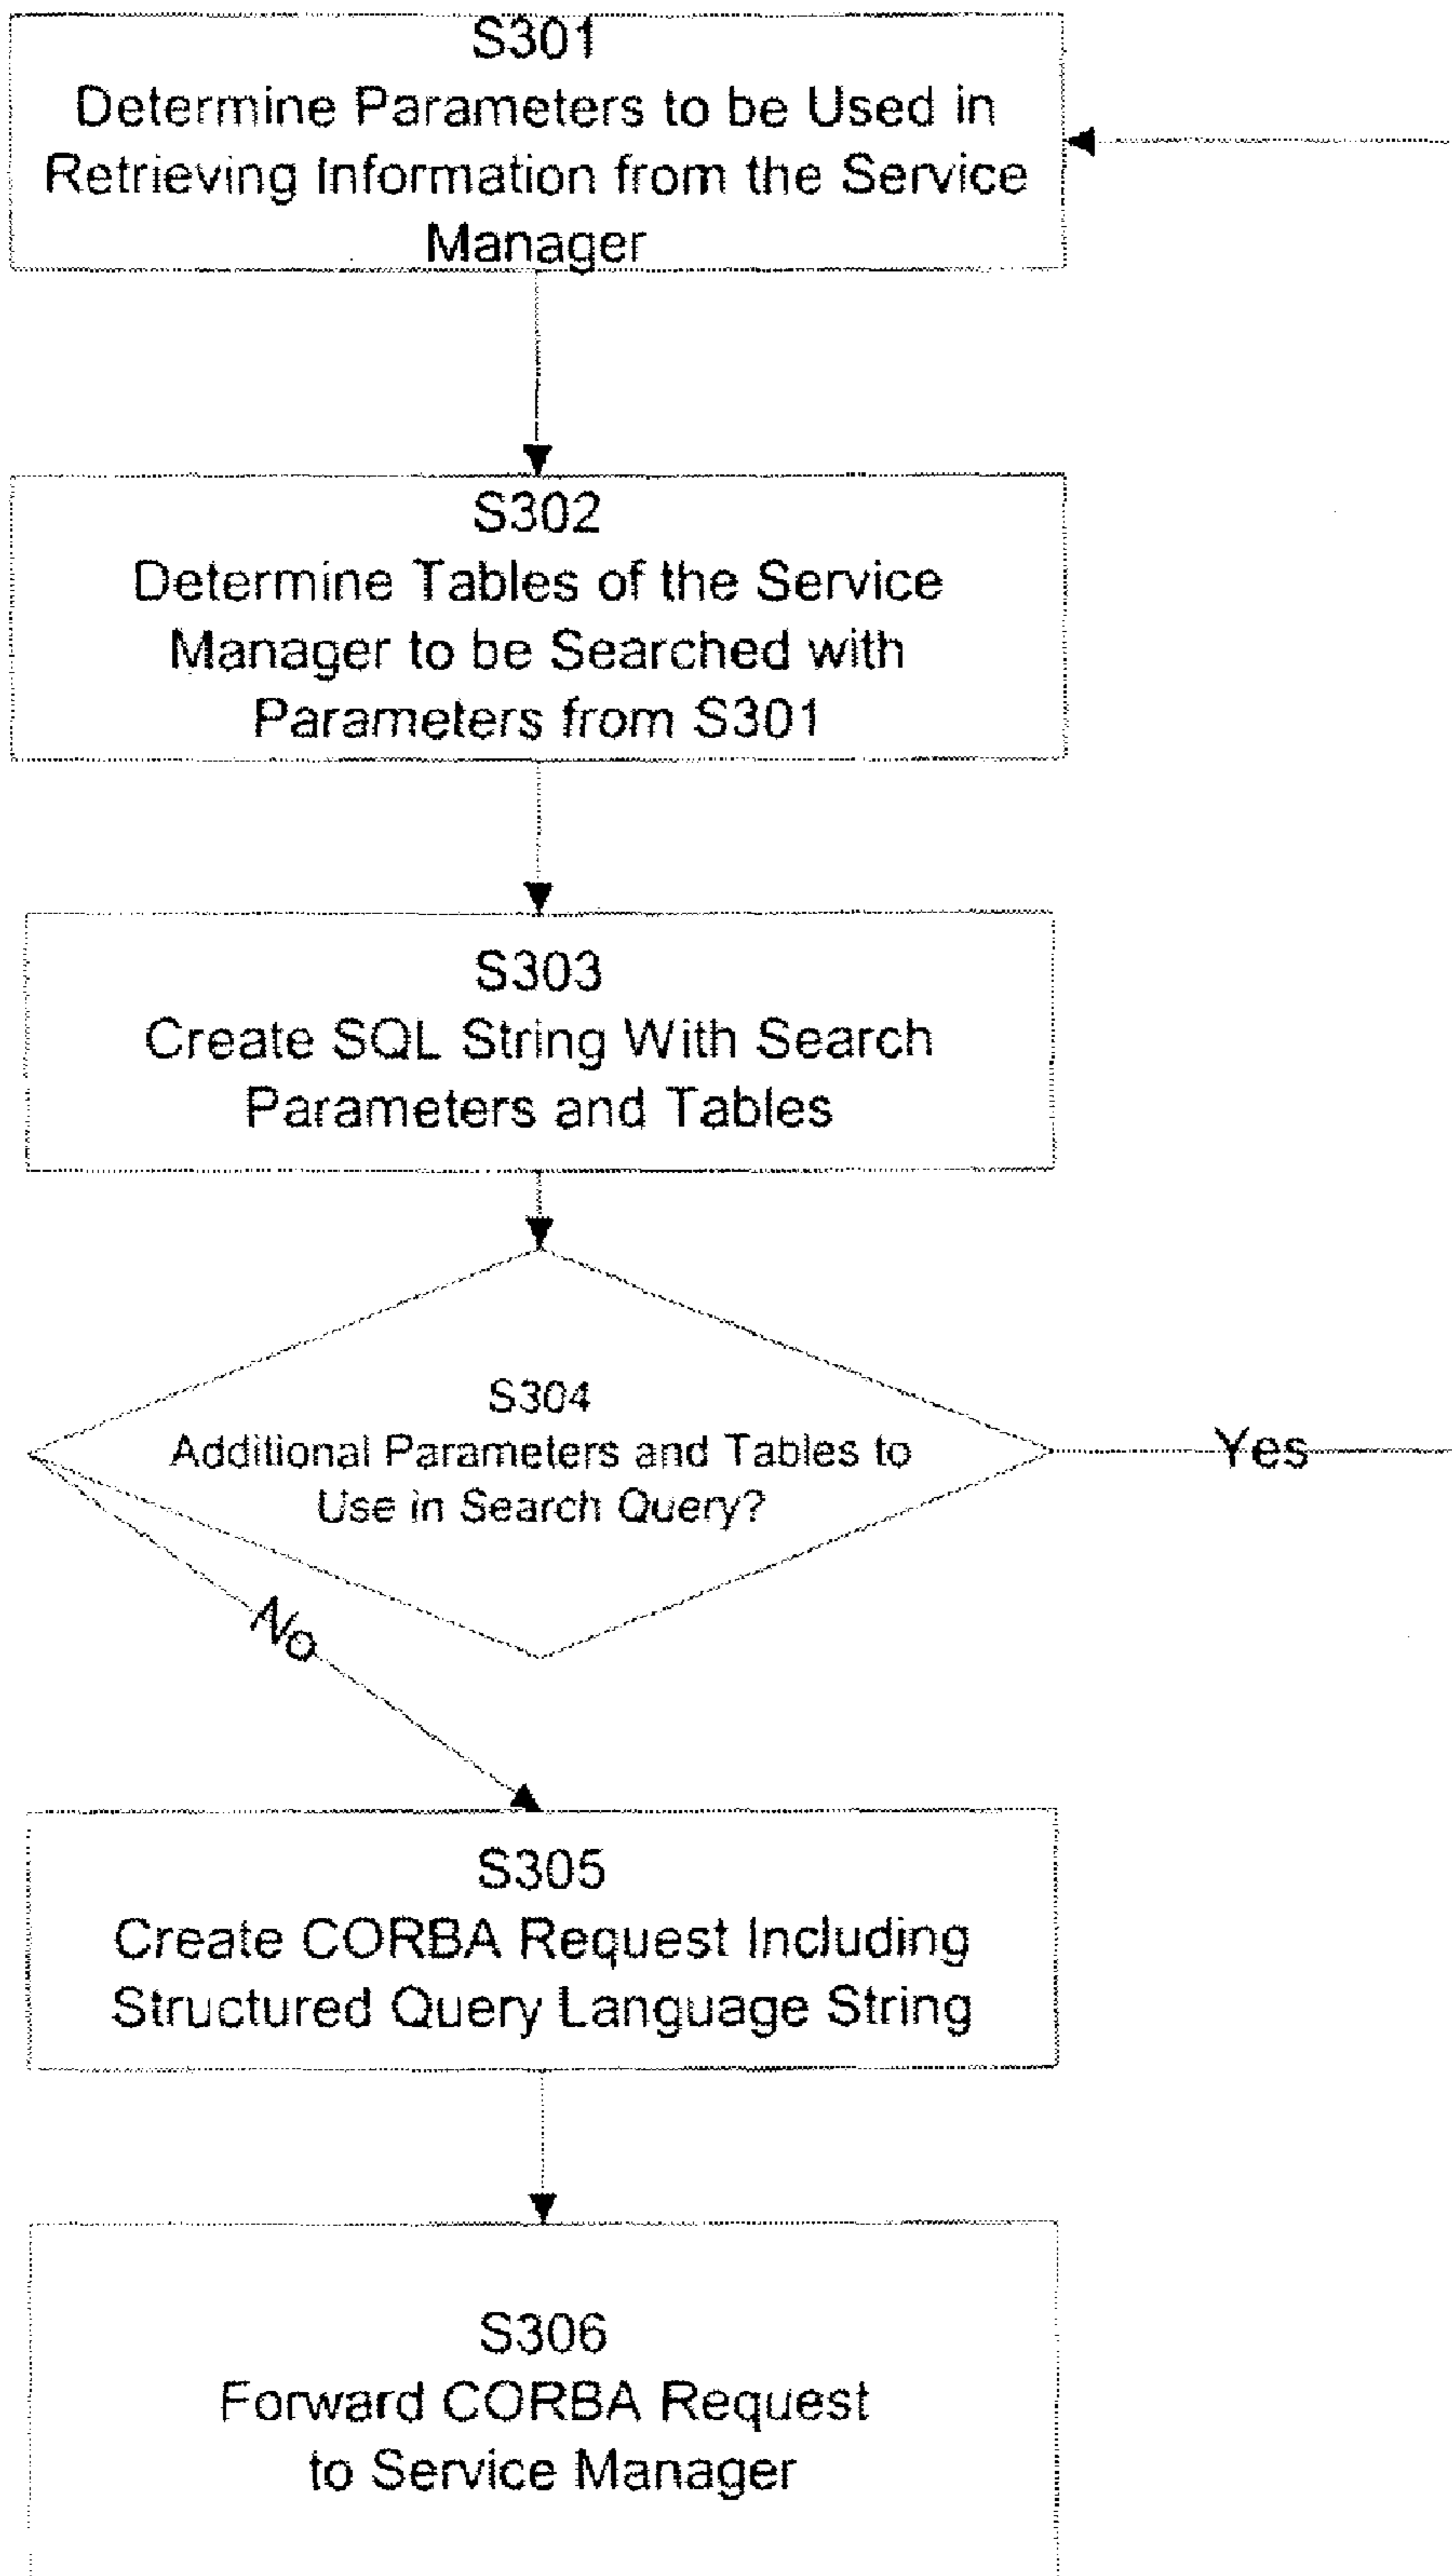 S301
Determine Parameters to be Used in
Retrieving Information from the Service
Manager
S302
Determine Tables of the Service
Manager to be Searched with
Parameters from S301
S303
Create SQL String With Search
Parameters and Tables
S304
Additional Parameters and Tables to
Use in Search Query?
Yes
No
S305
Create CORBA Request Including
Structured Query Language String
S306
Forward CORBA Request
to Service Manager